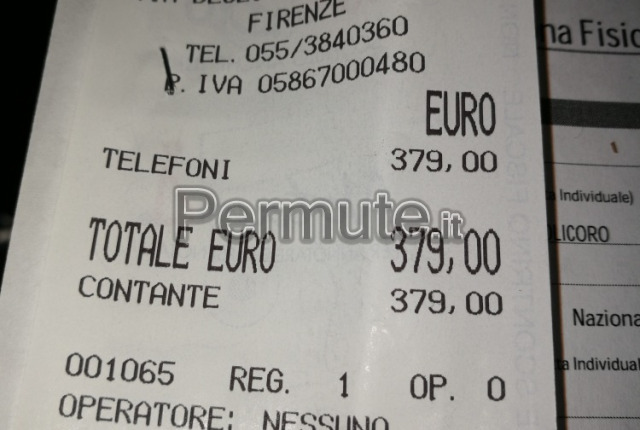 FIRENZE
TEL. 055/3840360
P. IVA 05867000480
EURO
TELEFONI 379,00
Permute.it
TOTALE EURO 379,00
CONTANTE 379,00
001065 REG. 1 OP. 0
OPERATORE: NESSUNO
na Fisic
Individuale)
LICORO
Naziona
ta Individual